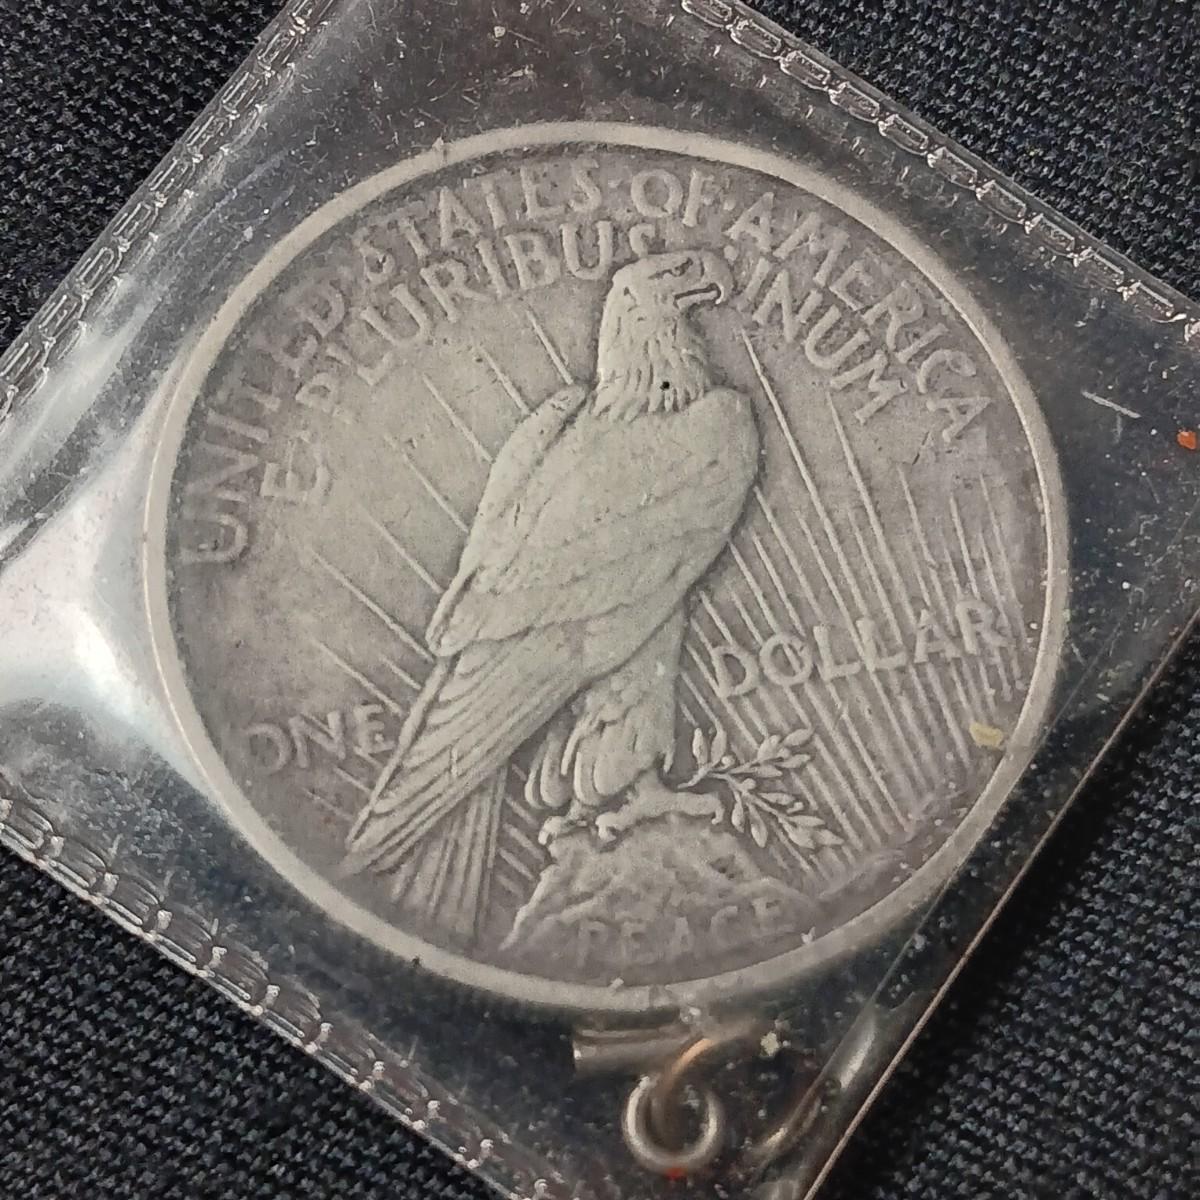 UNITED·STATES·OF·AMERICA
E·PLURIBUS UNUM
ONE DOLLAR
PEACE